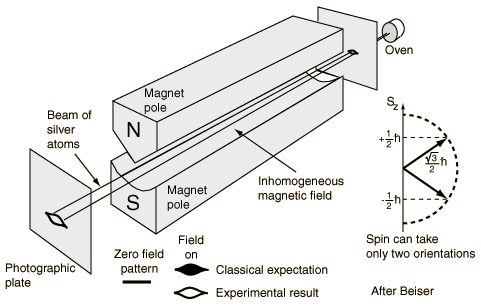 Oven
Magnet
pole
N
Beam of
silver
atoms
S
Magnet
pole
Inhomogeneous
magnetic field
Photographic
plate
Zero field
pattern
Field
on
Classical expectation
Experimental result
S_z
+½ħ
√3/2 ħ
-½ħ
Spin can take
only two orientations
After Beiser